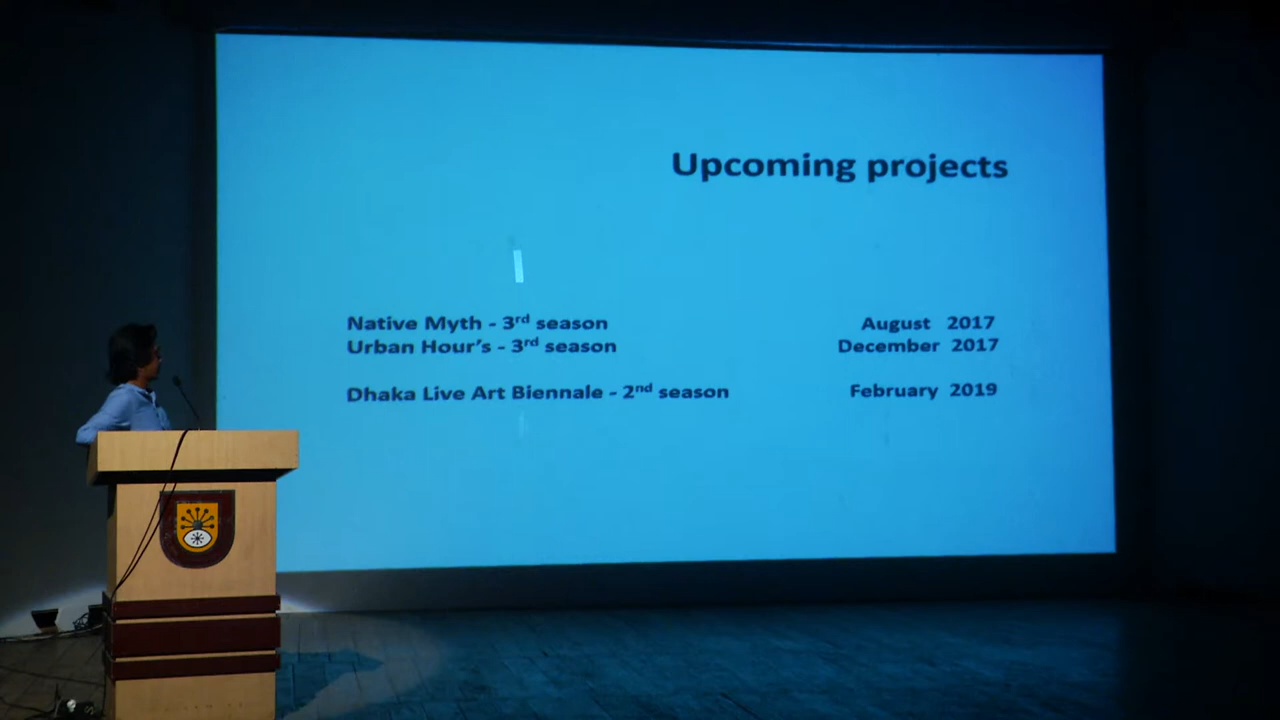 Upcoming projects
Native Myth - 3rd season August 2017
Urban Hour's - 3rd season December 2017
Dhaka Live Art Biennale - 2nd season February 2019